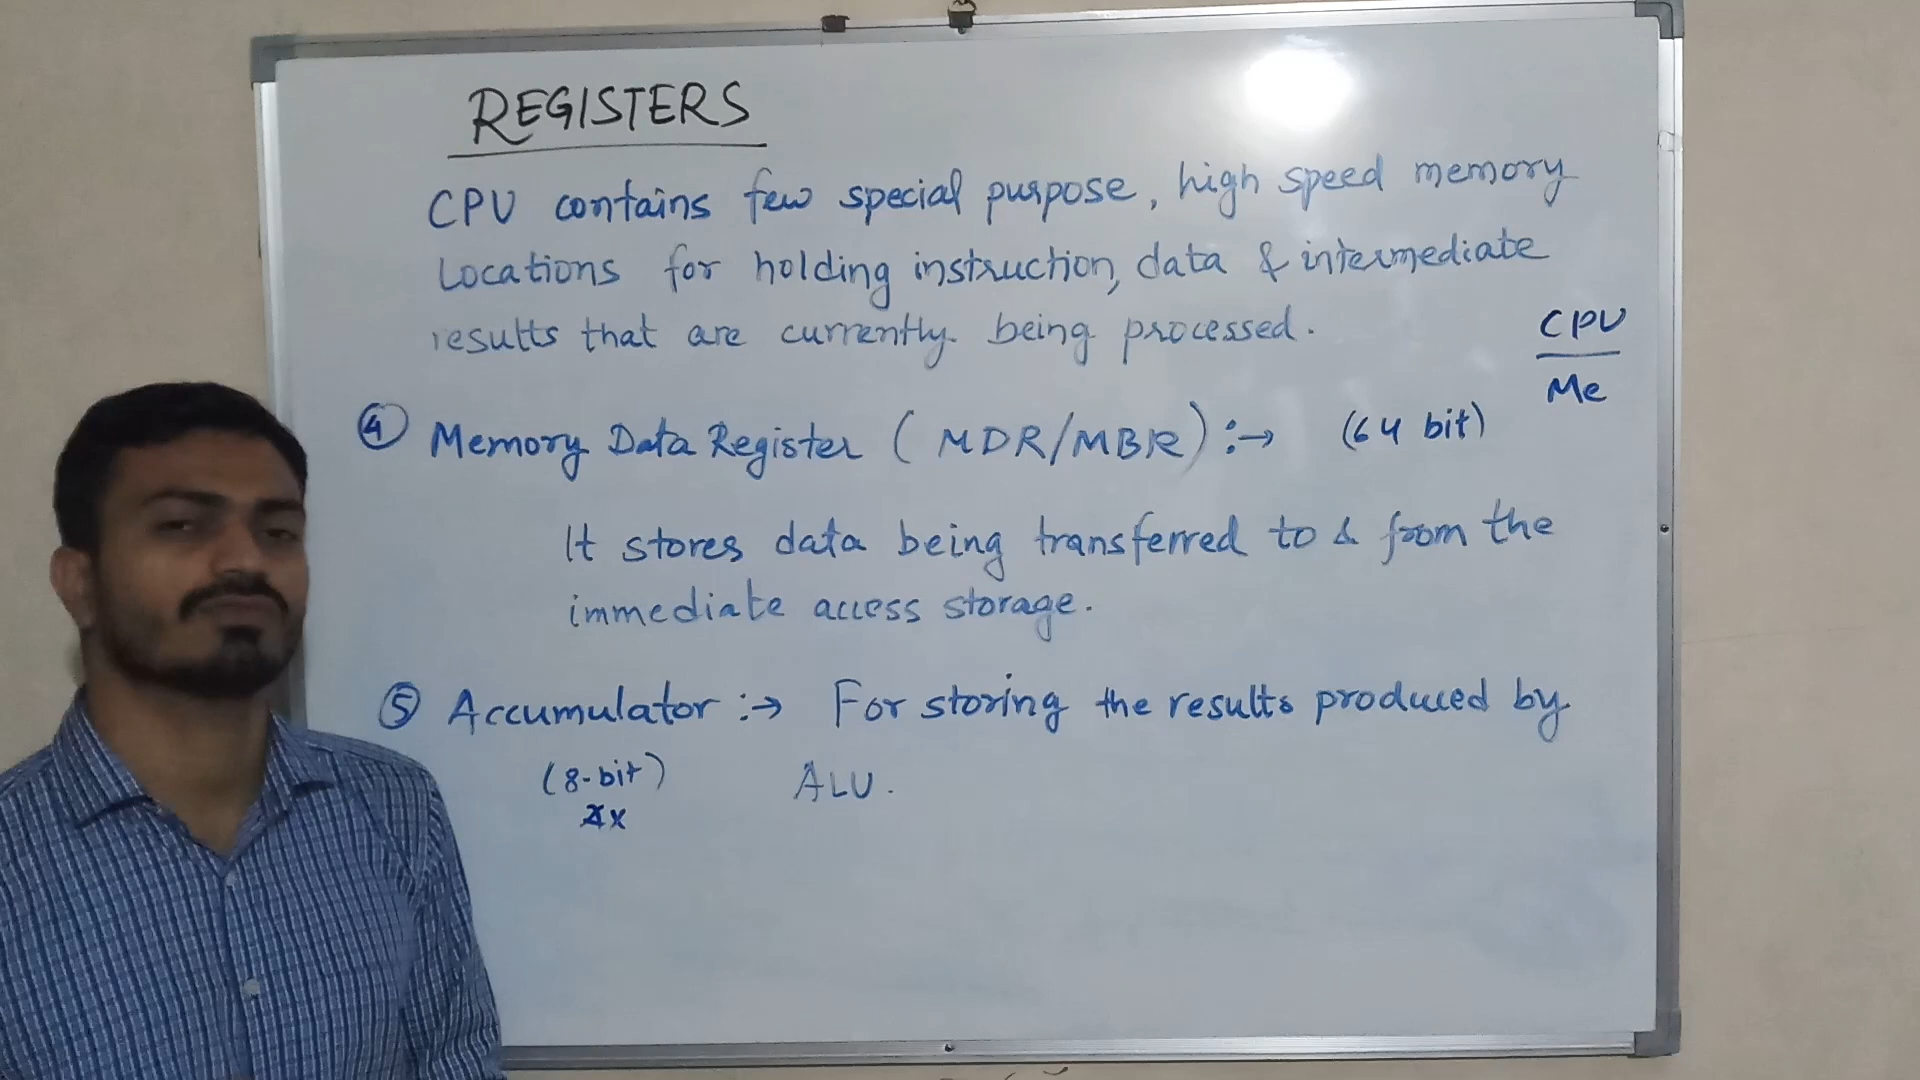 REGISTERS
CPU contains few special purpose, high speed memory
Locations for holding instruction, data & intermediate
results that are currently being processed.
CPU
Me
④ Memory Data Register (MDR/MBR) :→ (64 bit)
It stores data being transferred to & from the
immediate access storage.
⑤ Accumulator :→ For storing the results produced by
(8-bit) ALU.